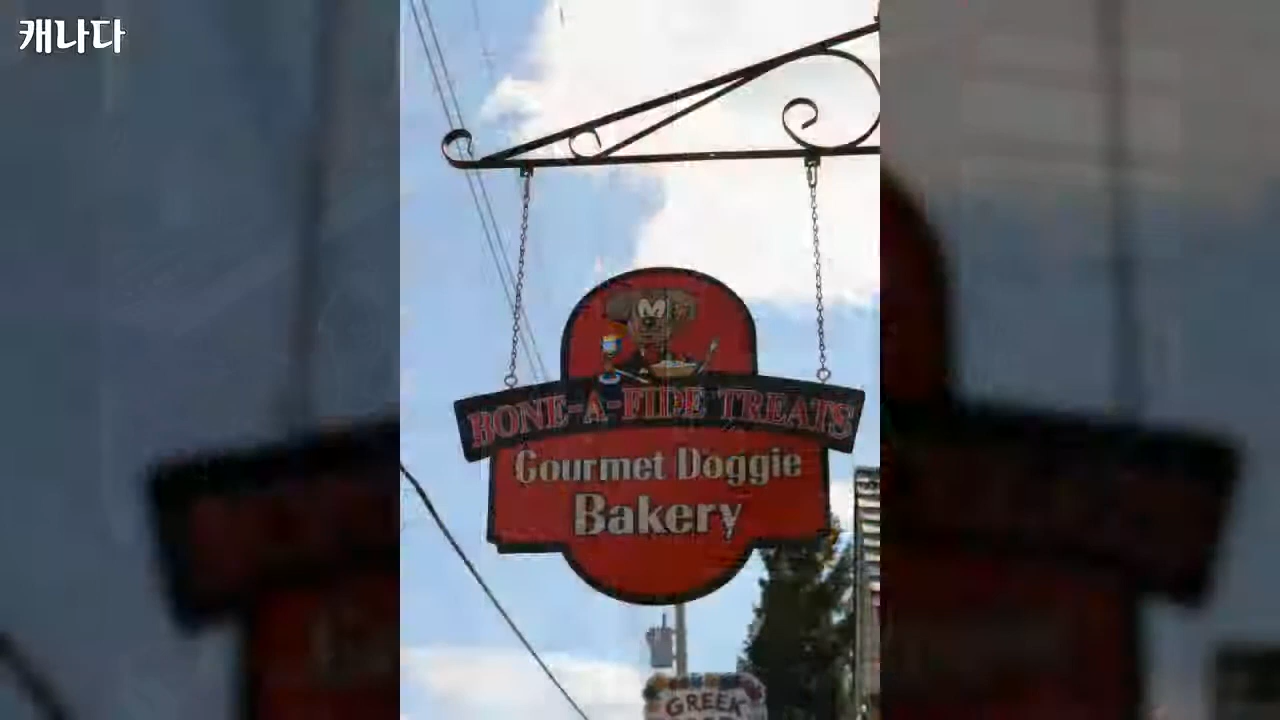 캐나다
BONE-A-FIDE TREATS
Gourmet Doggie
Bakery
GREEK